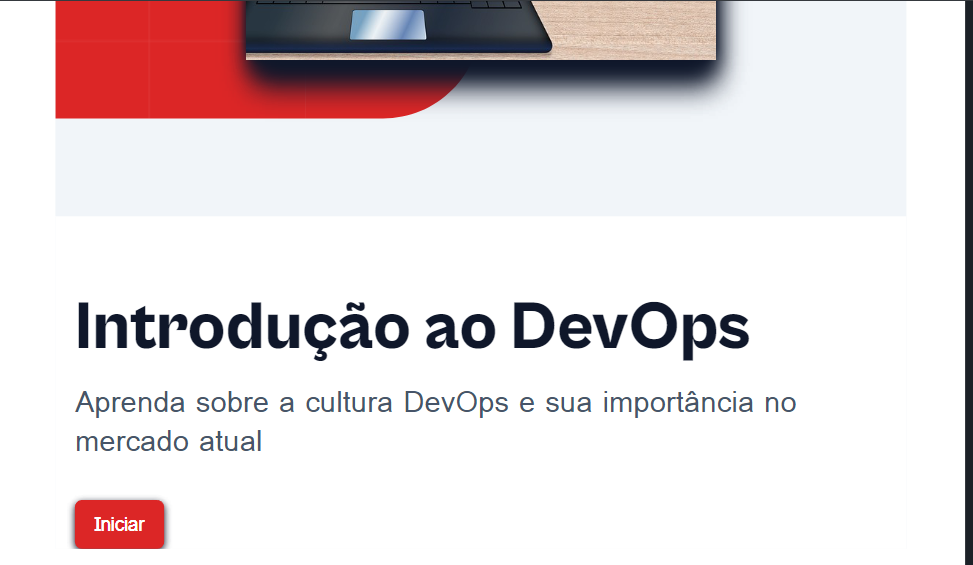 Introdução ao DevOps
Aprenda sobre a cultura DevOps e sua importância no
mercado atual
Iniciar